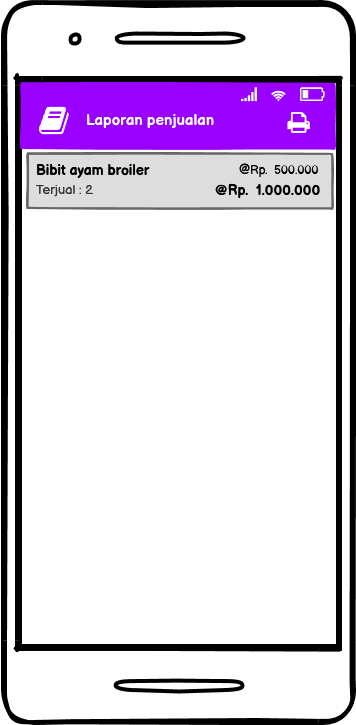 Laporan penjualan
Bibit ayam broiler @Rp. 500.000
Terjual : 2 @Rp. 1.000.000